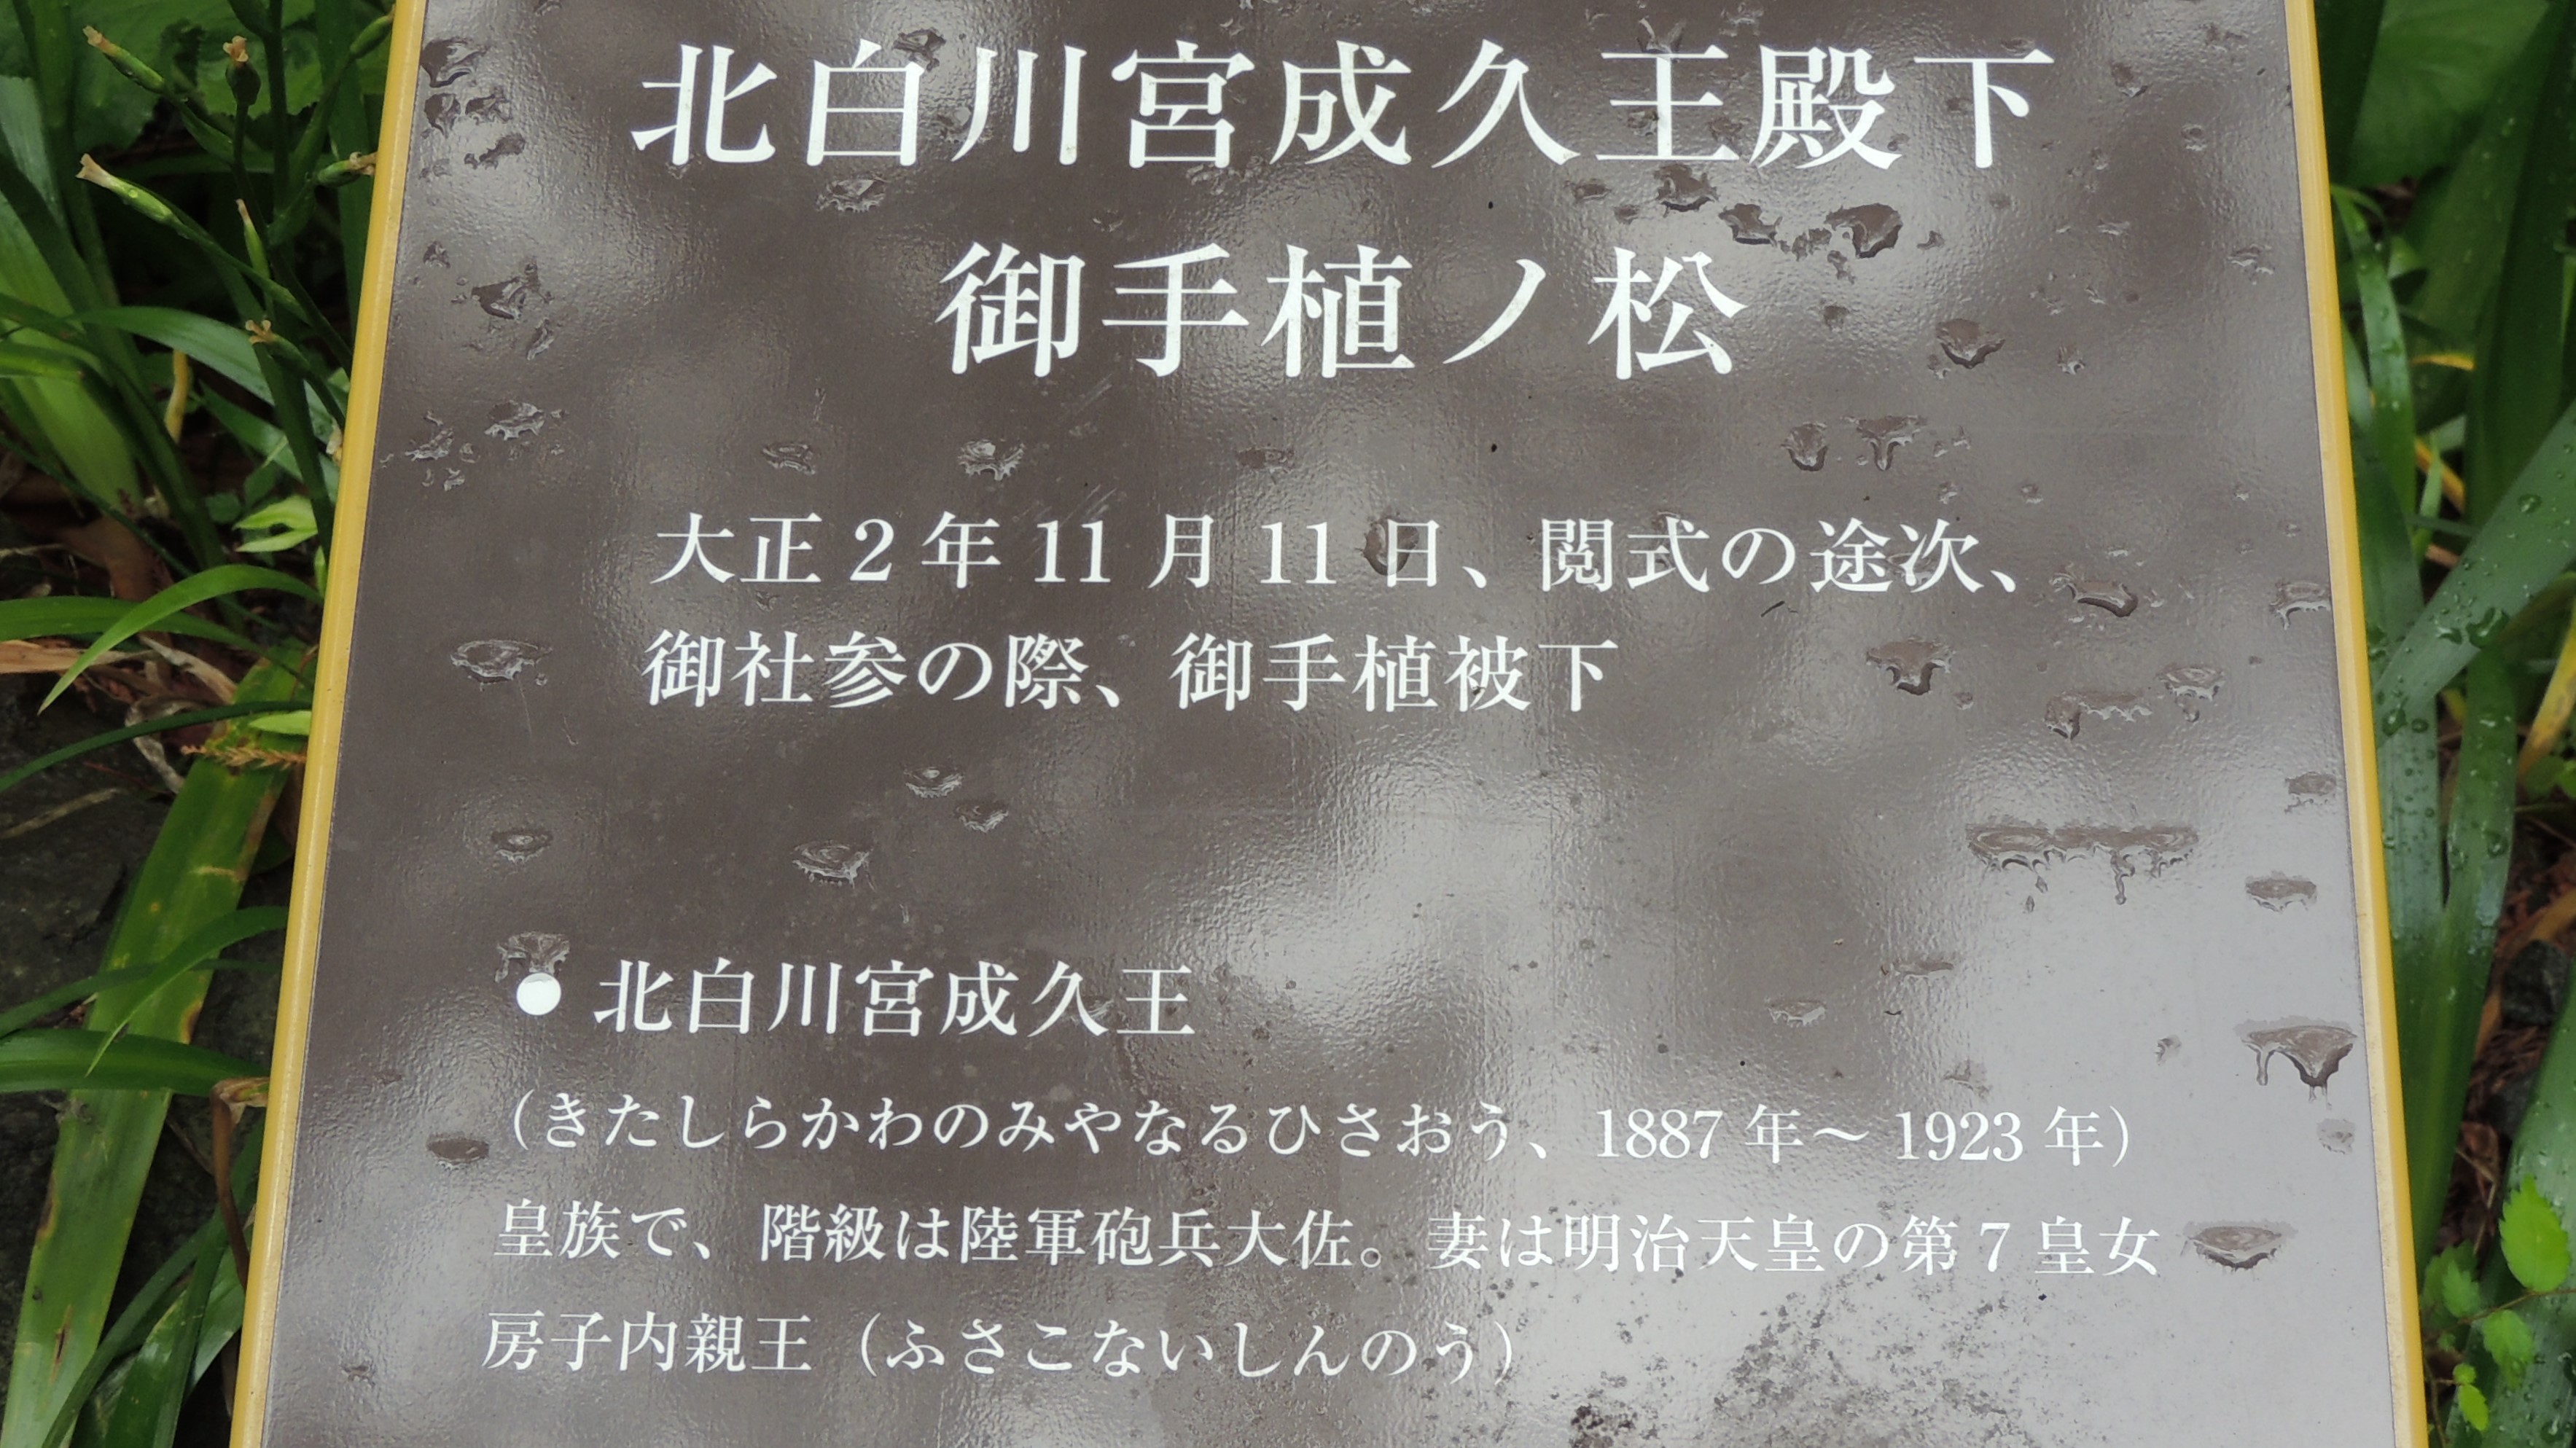 北白川宮成久王殿下
御手植ノ松
大正2年11月11日、閲式の途次、
御社参の際、御手植被下
● 北白川宮成久王
（きたしらかわのみやなるひさおう、1887年～1923年）
皇族で、階級は陸軍砲兵大佐。妻は明治天皇の第7皇女
房子内親王（ふさこないしんのう）